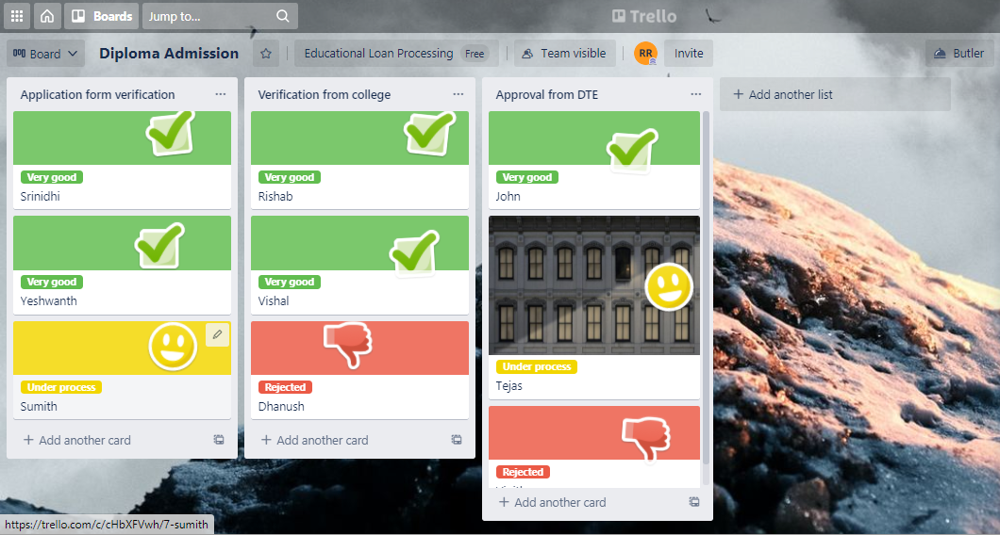 Boards
Jump to...
Trello
Board
Diploma Admission
Educational Loan Processing Free
Team visible
RR
Invite
Butler
Application form verification
Very good
Srinidhi
Very good
Yeshwanth
Under process
Sumith
+ Add another card
Verification from college
Very good
Rishab
Very good
Vishal
Rejected
Dhanush
+ Add another card
Approval from DTE
Very good
John
Under process
Tejas
Rejected
+ Add another card
+ Add another list
https://trello.com/c/cHbXFVwh/7-sumith